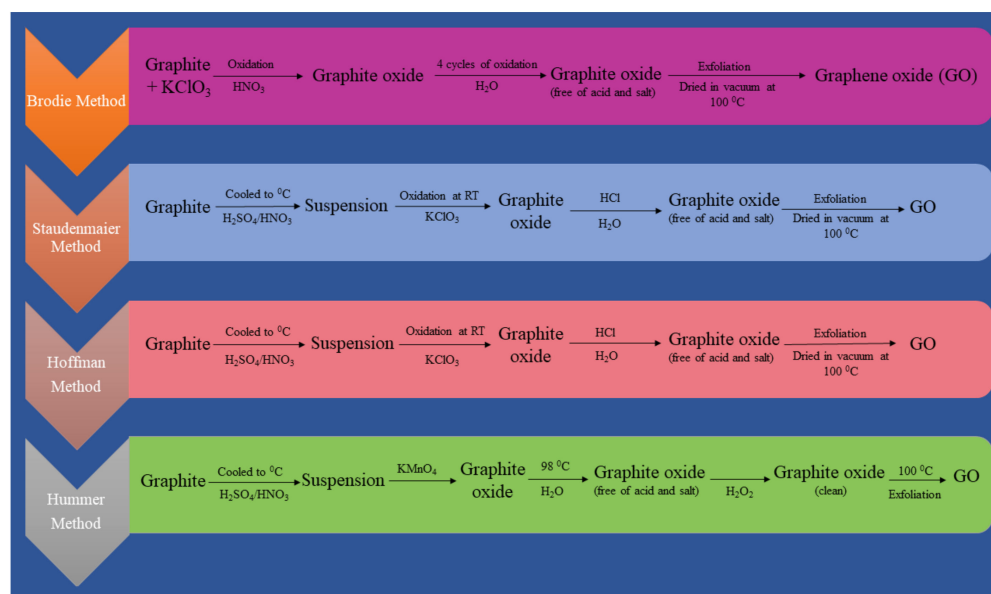 Brodie Method
Graphite + KClO₃
Oxidation
HNO₃
Graphite oxide
4 cycles of oxidation
H₂O
Graphite oxide
(free of acid and salt)
Exfoliation
Dried in vacuum at
100 ⁰C
Graphene oxide (GO)
Staudenmaier
Method
Graphite
Cooled to ⁰C
H₂SO₄/HNO₃
Suspension
Oxidation at RT
KClO₃
Graphite
oxide
HCl
H₂O
Graphite oxide
(free of acid and salt)
Exfoliation
Dried in vacuum at
100 ⁰C
GO
Hoffman
Method
Graphite
Cooled to ⁰C
H₂SO₄/HNO₃
Suspension
Oxidation at RT
KClO₃
Graphite
oxide
HCl
H₂O
Graphite oxide
(free of acid and salt)
Exfoliation
Dried in vacuum at
100 ⁰C
GO
Hummer
Method
Graphite
Cooled to ⁰C
H₂SO₄/HNO₃
Suspension
KMnO₄
Graphite
oxide
98 ⁰C
H₂O
Graphite oxide
(free of acid and salt)
H₂O₂
Graphite oxide
(clean)
100 ⁰C
Exfoliation
GO